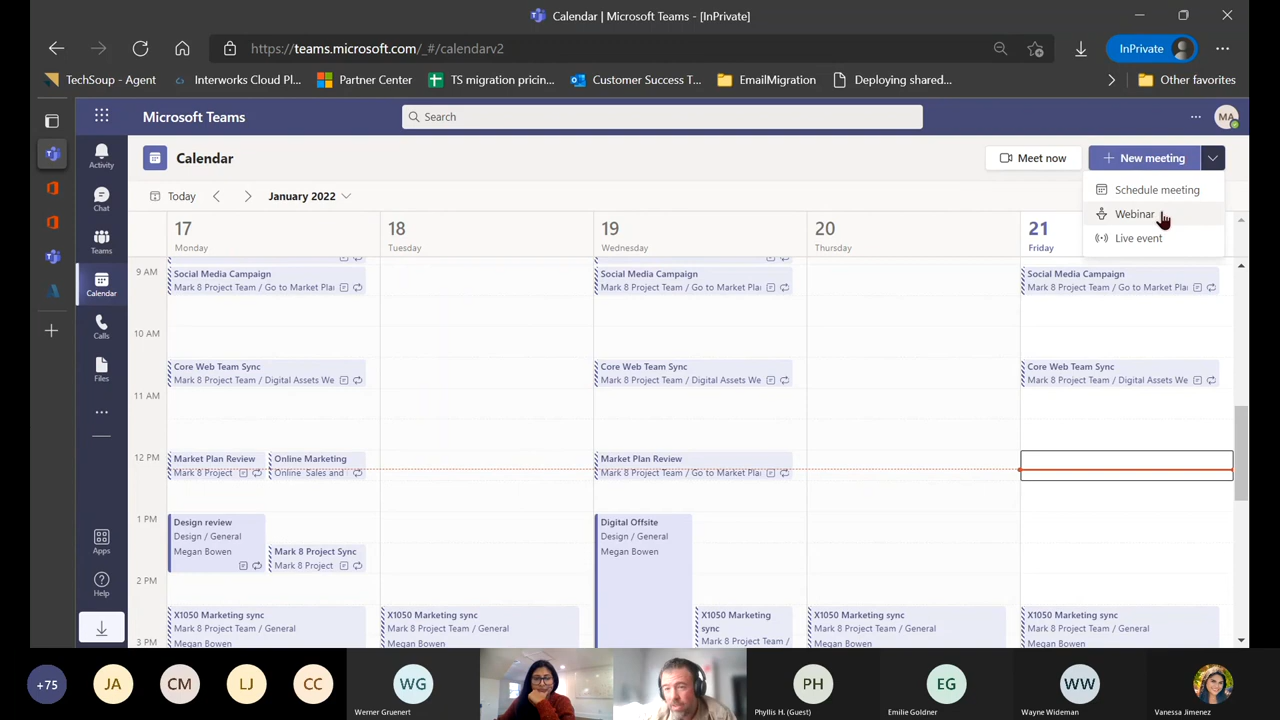 Calendar | Microsoft Teams - [InPrivate]
https://teams.microsoft.com/_#/calendarv2
InPrivate
TechSoup - Agent
Interworks Cloud Pl...
Partner Center
TS migration pricin...
Customer Success T...
EmailMigration
Deploying shared...
Other favorites
Microsoft Teams
Search
MA
Activity
Chat
Teams
Calendar
Calls
Files
Apps
Help
Calendar
Meet now
New meeting
Schedule meeting
Webinar
Live event
Today
January 2022
17
Monday
18
Tuesday
19
Wednesday
20
Thursday
21
Friday
9 AM
Social Media Campaign
Mark 8 Project Team / Go to Market Pla
Social Media Campaign
Mark 8 Project Team / Go to Market Pla
Social Media Campaign
Mark 8 Project Team / Go to Market Pla
10 AM
Core Web Team Sync
Mark 8 Project Team / Digital Assets We
Core Web Team Sync
Mark 8 Project Team / Digital Assets We
Core Web Team Sync
Mark 8 Project Team / Digital Assets We
11 AM
12 PM
Market Plan Review
Mark 8 Project
Online Marketing
Online Sales and
Market Plan Review
Mark 8 Project Team / Go to Market Pla
1 PM
Design review
Design / General
Megan Bowen
Mark 8 Project Sync
Mark 8 Project
Digital Offsite
Design / General
Megan Bowen
2 PM
X1050 Marketing sync
Mark 8 Project Team / General
Megan Bowen
X1050 Marketing sync
Mark 8 Project Team / General
X1050 Marketing
sync
Mark 8 Project Team /
X1050 Marketing sync
Mark 8 Project Team / General
X1050 Marketing sync
Mark 8 Project Team / General
Megan Bowen
3 PM
+75
JA
CM
LJ
CC
WG
Werner Gruenert
PH
Phyllis H. (Guest)
EG
Emilie Goldner
WW
Wayne Wideman
Vanessa Jimenez